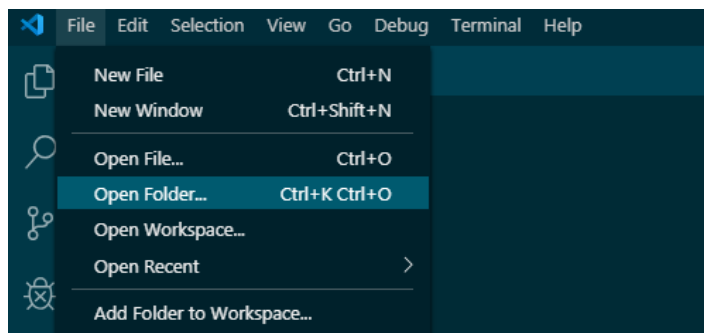 File Edit Selection View Go Debug Terminal Help
New File Ctrl+N
New Window Ctrl+Shift+N
Open File... Ctrl+O
Open Folder... Ctrl+K Ctrl+O
Open Workspace...
Open Recent
Add Folder to Workspace...